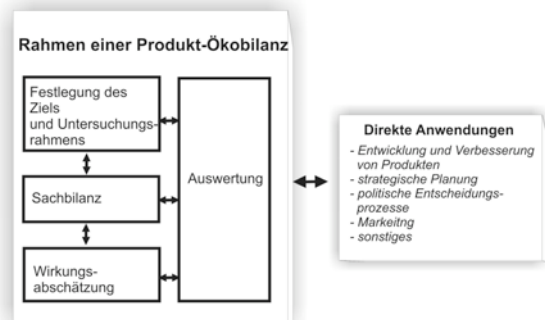 Rahmen einer Produkt-Ökobilanz
Festlegung des
Ziels
und Untersuchungs-
rahmens
Sachbilanz
Wirkungs-
abschätzung
Auswertung
Direkte Anwendungen
- Entwicklung und Verbesserung
von Produkten
- strategische Planung
- politische Entscheidungs-
prozesse
- Markeitng
- sonstiges